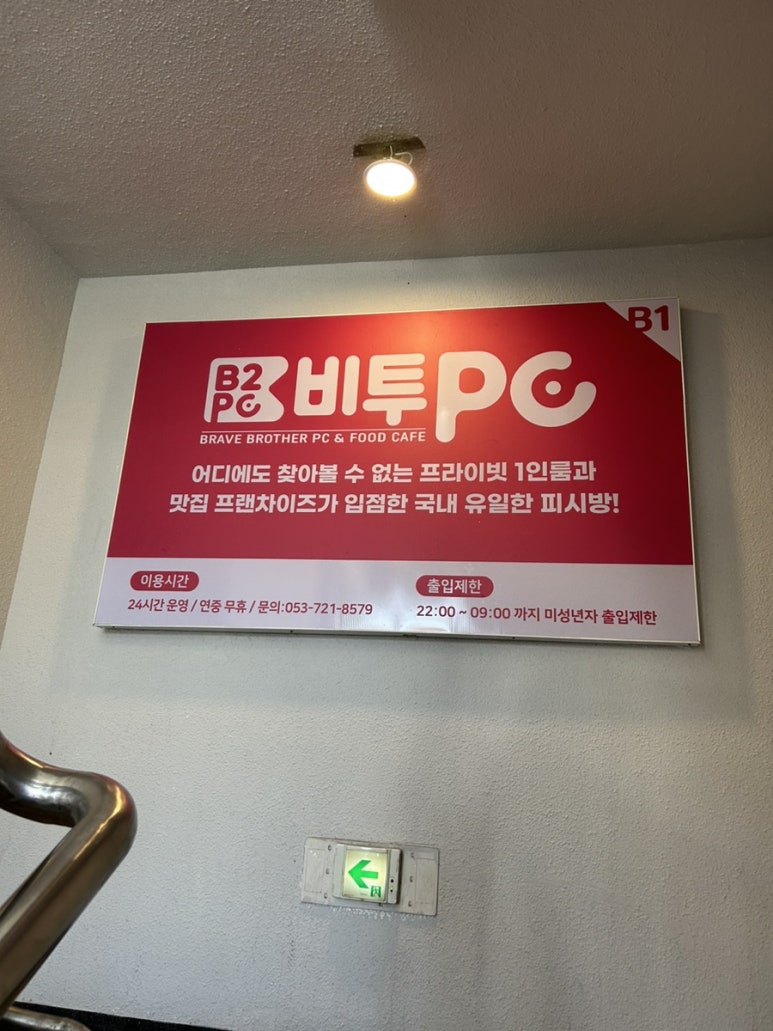 B1
B2
PC
비투PC
BRAVE BROTHER PC & FOOD CAFE
어디에도 찾아볼 수 없는 프라이빗 1인룸과
맛집 프랜차이즈가 입점한 국내 유일한 피시방!
이용시간
24시간 운영 / 연중 무휴 / 문의:053-721-8579
출입제한
22:00 ~ 09:00 까지 미성년자 출입제한